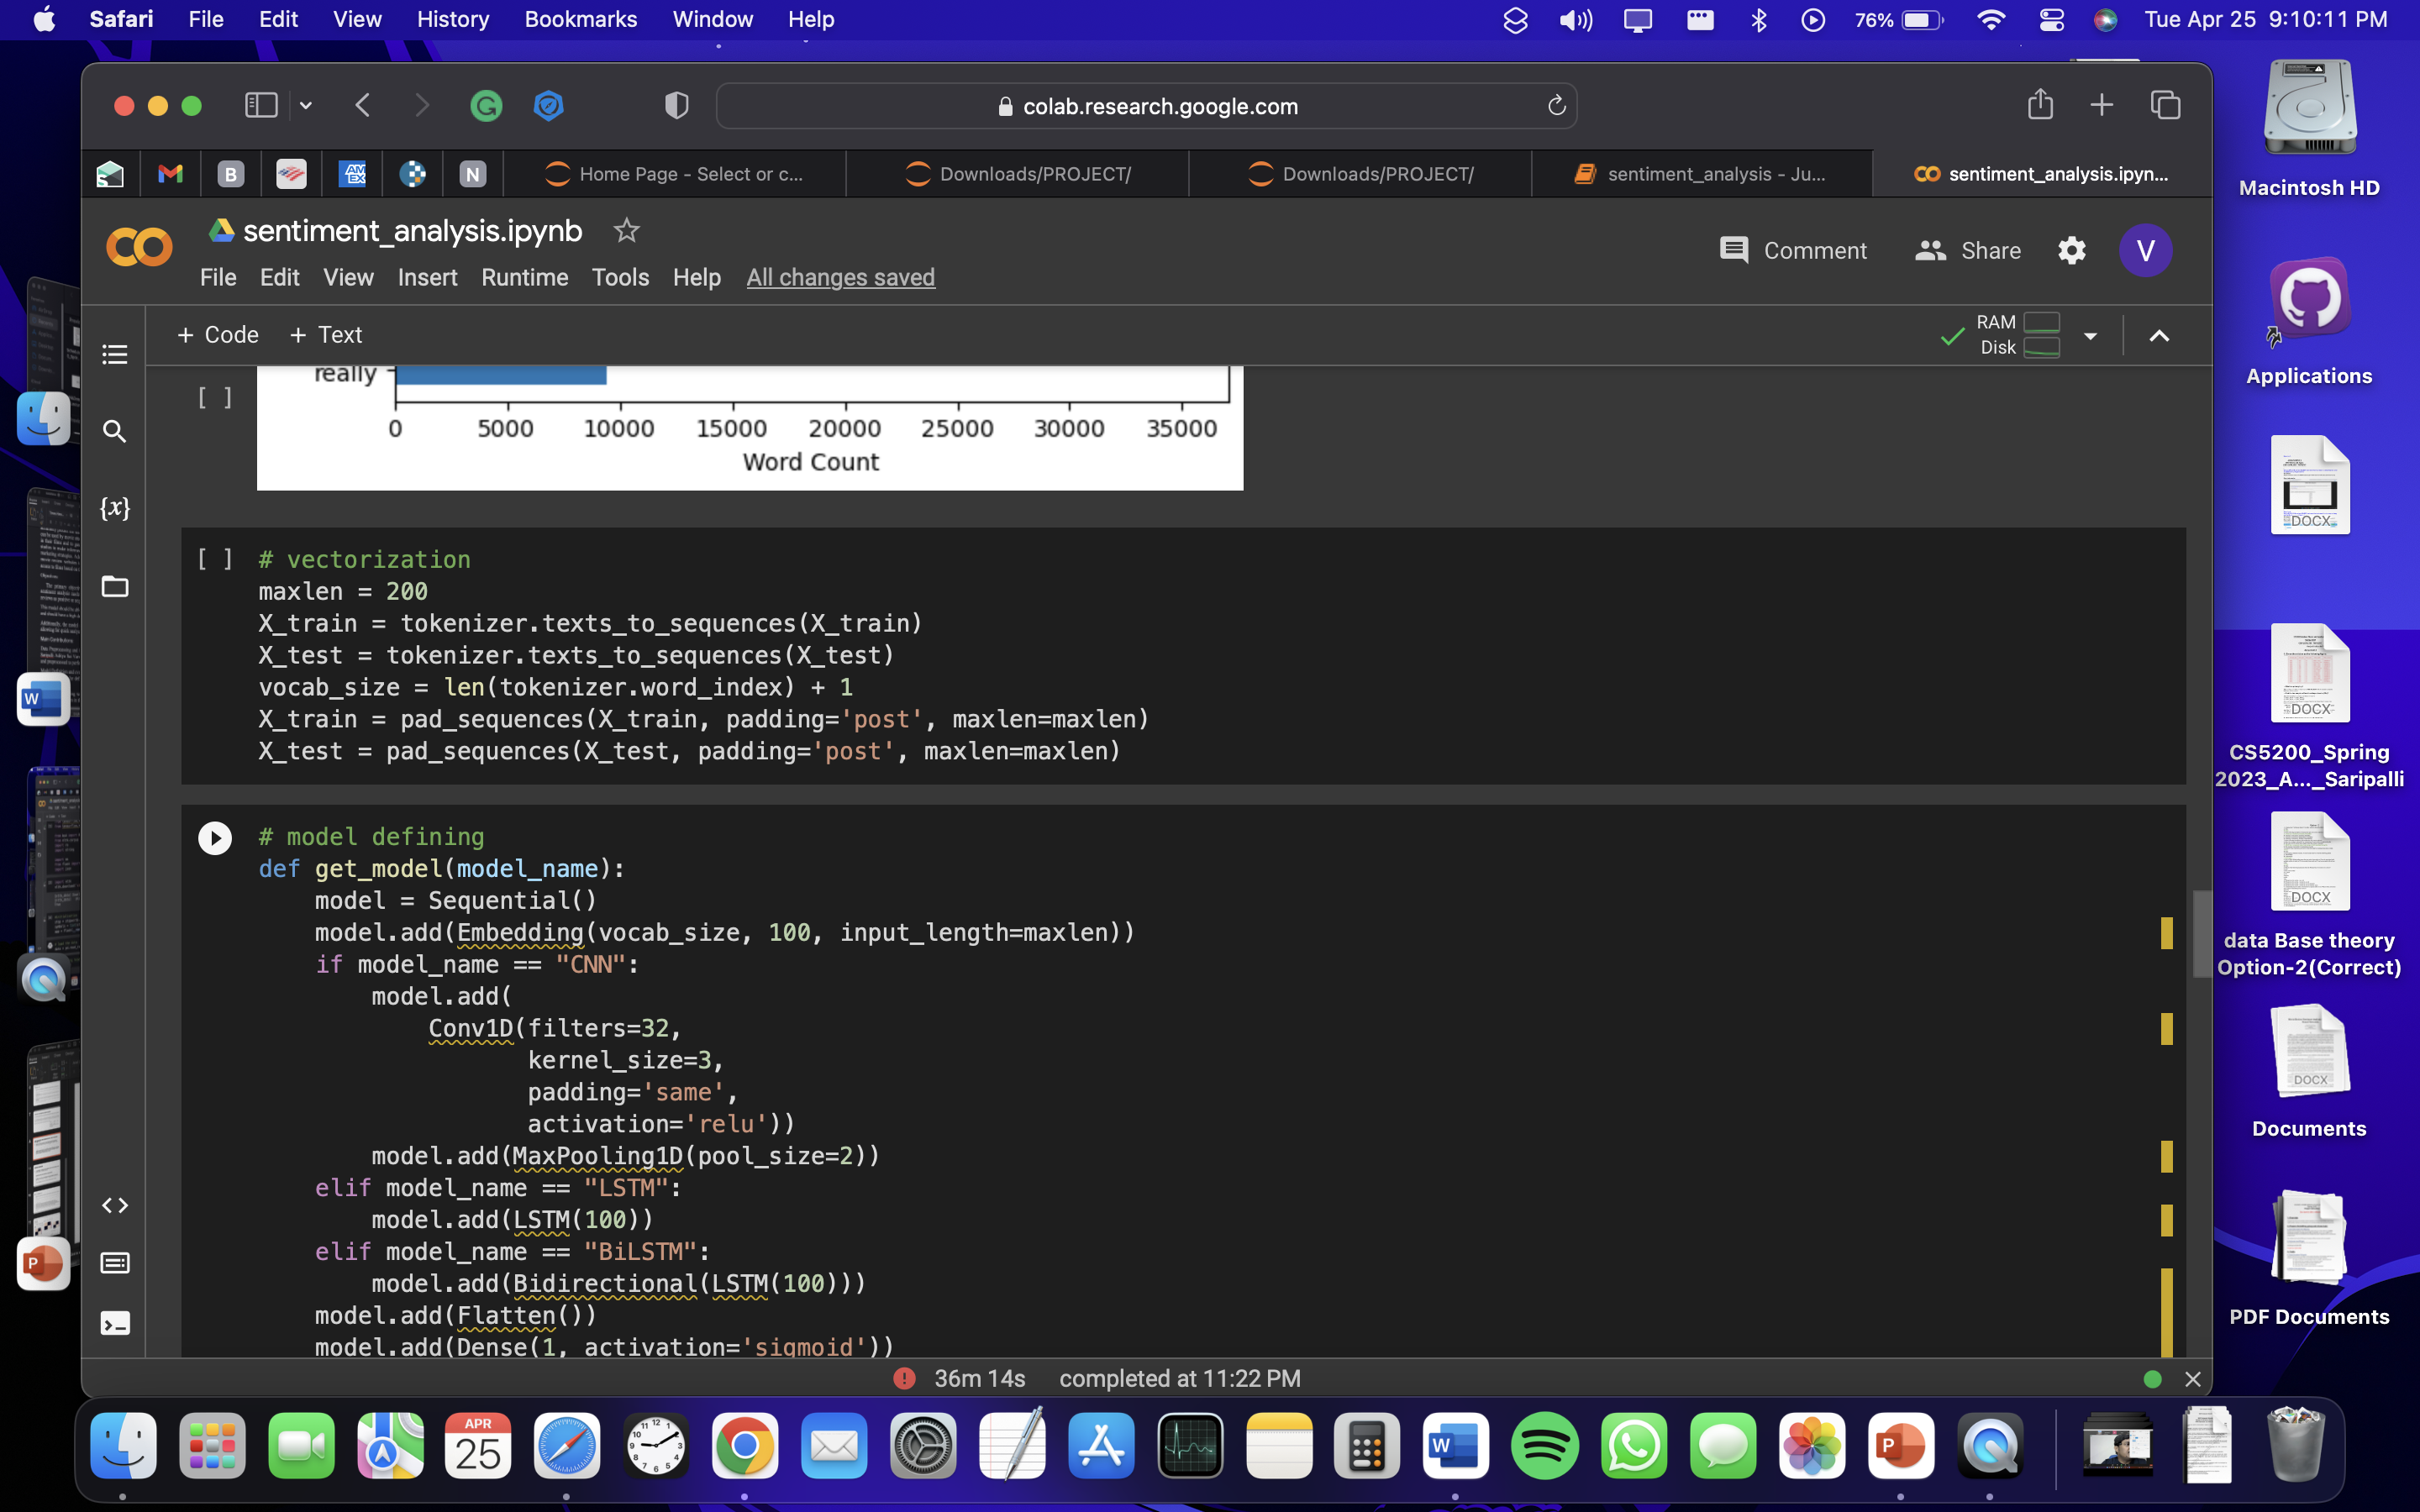 Safari File Edit View History Bookmarks Window Help 76% Tue Apr 25 9:10:11 PM
colab.research.google.com
B AM EX N Home Page - Select or c... Downloads/PROJECT/ Downloads/PROJECT/ sentiment_analysis - Ju... sentiment_analysis.ipyn...
sentiment_analysis.ipynb
Comment Share V
File Edit View Insert Runtime Tools Help All changes saved
+ Code + Text RAM
Disk
really
[ ]
0 5000 10000 15000 20000 25000 30000 35000
Word Count
{x}
[ ] # vectorization
maxlen = 200
X_train = tokenizer.texts_to_sequences(X_train)
X_test = tokenizer.texts_to_sequences(X_test)
vocab_size = len(tokenizer.word_index) + 1
X_train = pad_sequences(X_train, padding='post', maxlen=maxlen)
X_test = pad_sequences(X_test, padding='post', maxlen=maxlen)
# model defining
def get_model(model_name):
model = Sequential()
model.add(Embedding(vocab_size, 100, input_length=maxlen))
if model_name == "CNN":
model.add(
Conv1D(filters=32,
kernel_size=3,
padding='same',
activation='relu'))
model.add(MaxPooling1D(pool_size=2))
elif model_name == "LSTM":
model.add(LSTM(100))
elif model_name == "BiLSTM":
model.add(Bidirectional(LSTM(100)))
model.add(Flatten())
model.add(Dense(1, activation='sigmoid'))
36m 14s completed at 11:22 PM
Macintosh HD
Applications
DOCX
DOCX
CS5200_Spring
2023_A..._Saripalli
DOCX
data Base theory
Option-2(Correct)
DOCX
Documents
PDF Documents
W
P
APR
25
W
P